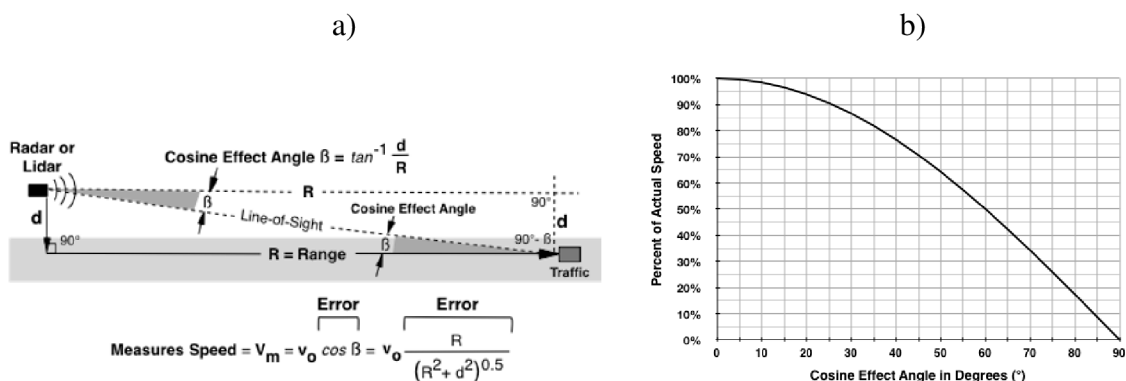 a)
b)
Radar or
Lidar
Cosine Effect Angle ß = tan⁻¹ d/R
R
ß
90°
d
d
Line-of-Sight
Cosine Effect Angle
90°
ß
90°- ß
R = Range
Traffic
Error
Error
Measures Speed = Vm = vo cos ß = vo R/(R²+ d²)^0.5
Percent of Actual Speed
100%
90%
80%
70%
60%
50%
40%
30%
20%
10%
0%
0 10 20 30 40 50 60 70 80 90
Cosine Effect Angle in Degrees (°)